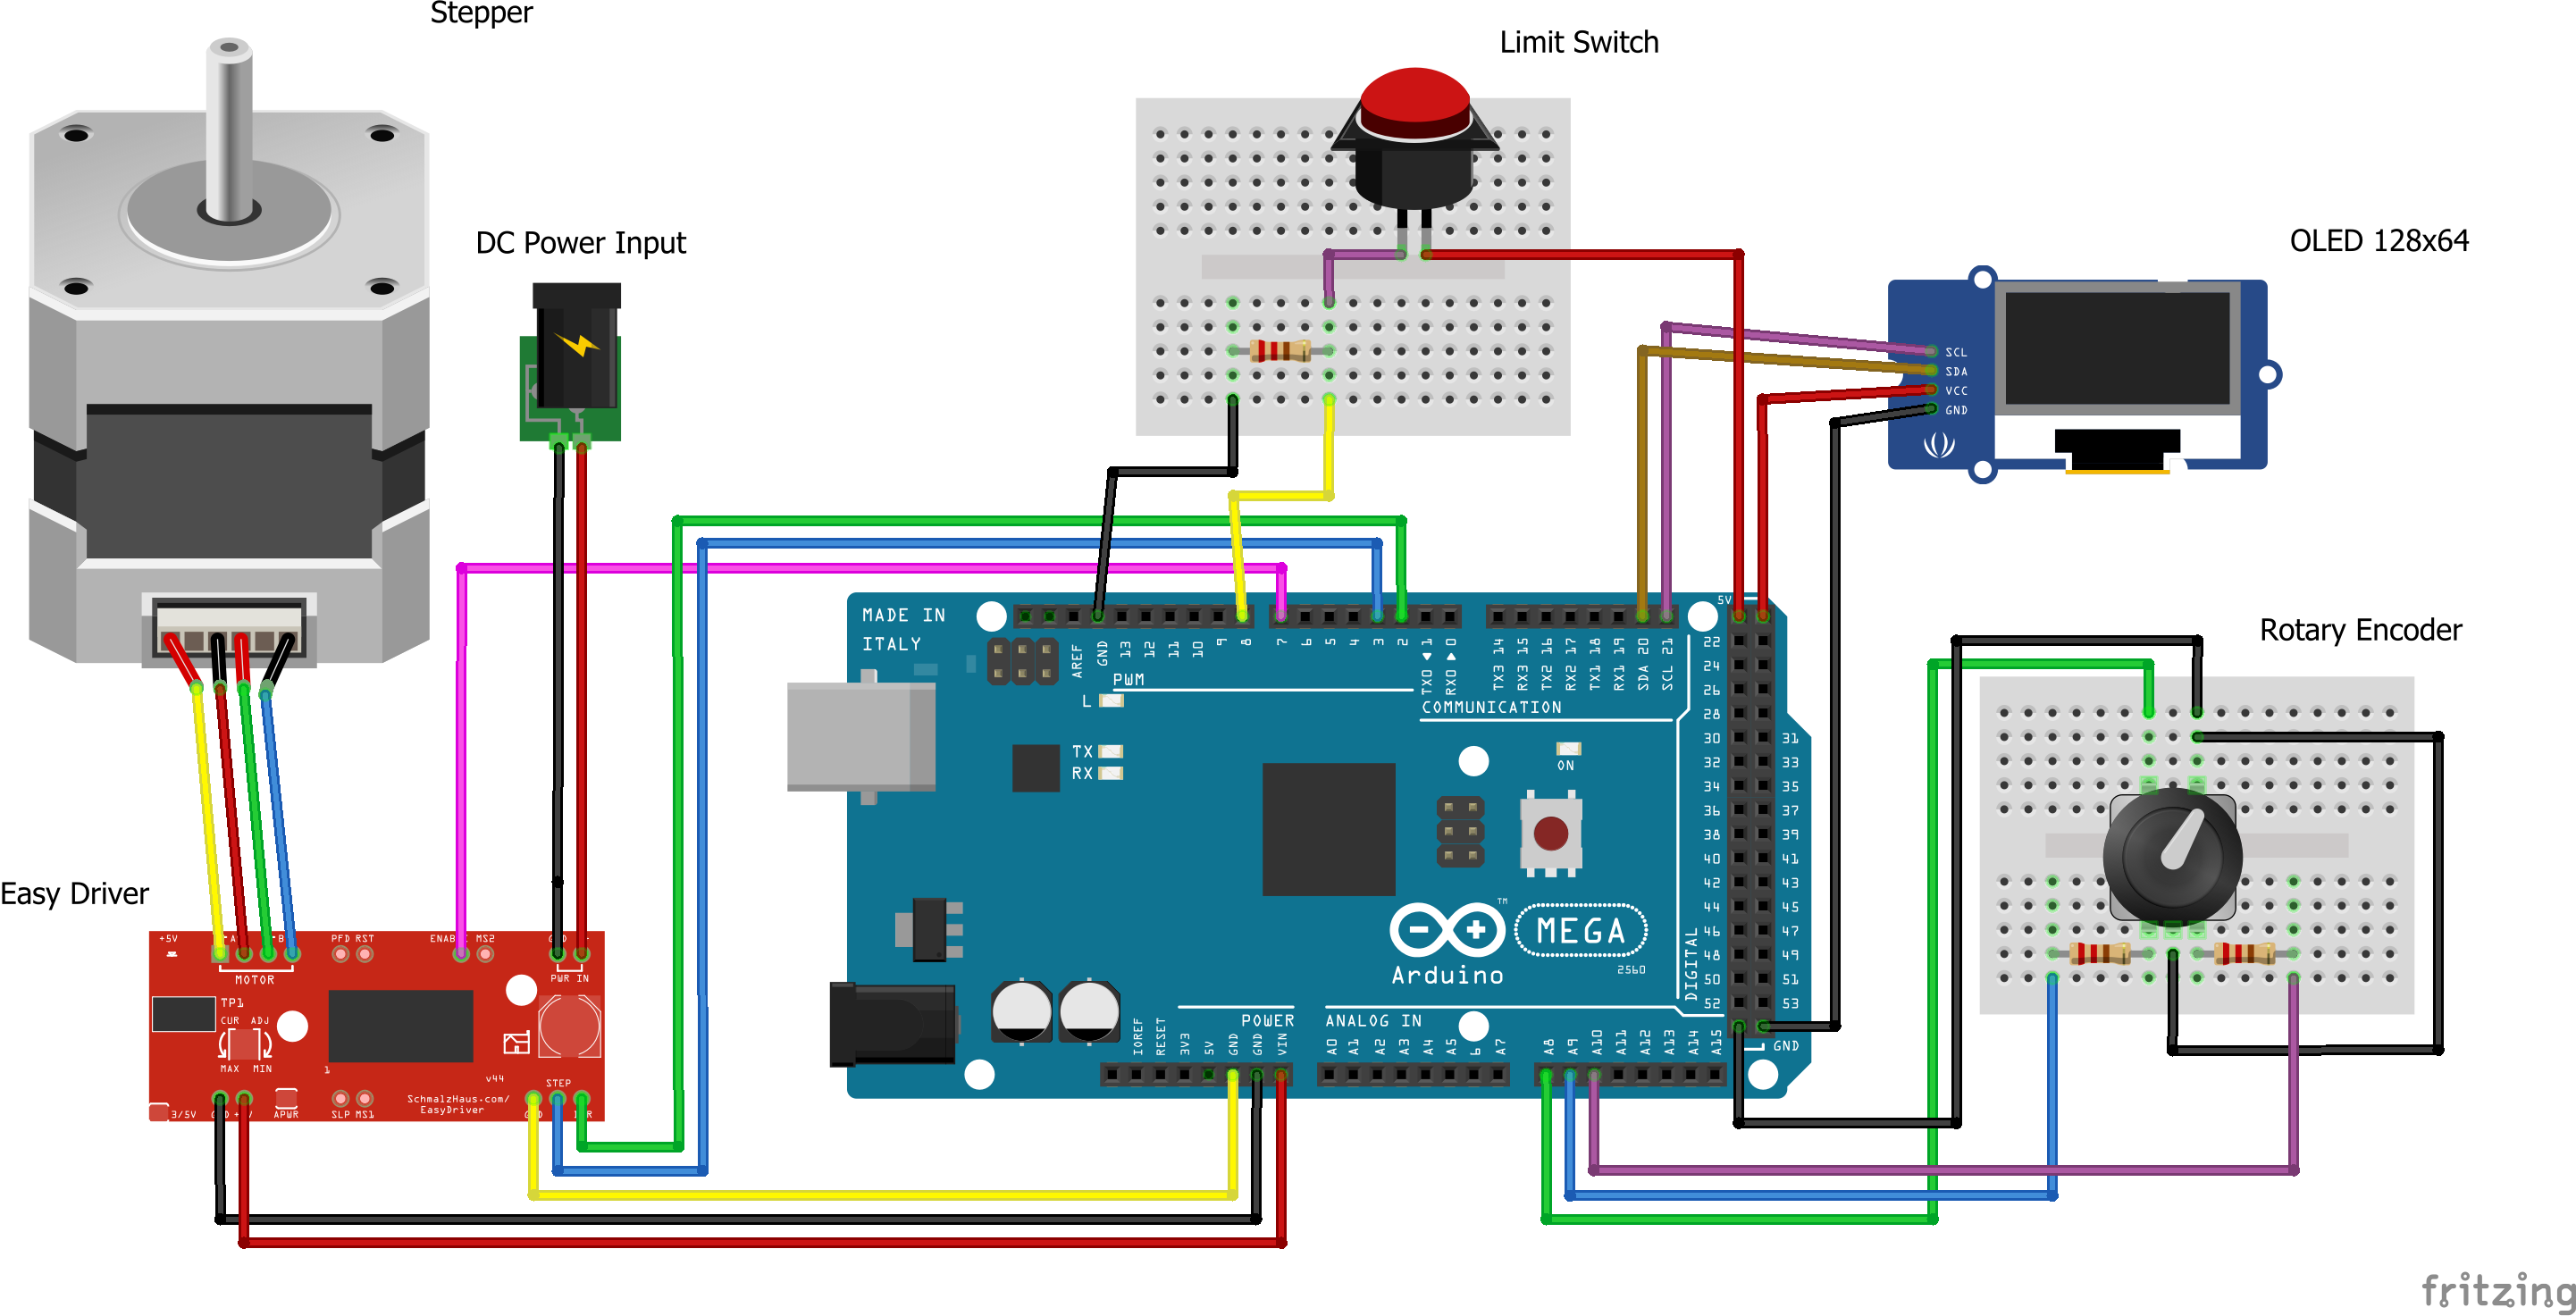 Stepper
Limit Switch
DC Power Input
OLED 128x64
SCL
SDA
VCC
GND
Rotary Encoder
Easy Driver
MADE IN
ITALY
AREF
GND
13
12
11
10
9
8
7
6
5
4
3
2
TX0 1
RX0 0
TX3 14
RX3 15
TX2 16
RX2 17
TX1 18
RX1 19
SDA 20
SCL 21
5V
PWM
COMMUNICATION
L
TX
RX
ON
22
24
26
28
30 31
32 33
34 35
36 37
38 39
40 41
42 43
44 45
46 47
48 49
50 51
52 53
GND
DIGITAL
MEGA
TM
Arduino
2560
POWER
ANALOG IN
IOREF
RESET
3V3
5V
GND
GND
VIN
A0
A1
A2
A3
A4
A5
6
A7
A8
A9
A10
A11
A12
A13
A14
A15
+5V
A
B
PFD RST
MS2
MOTOR
PWR IN
TP1
CUR ADJ
MAX MIN
1
v44
STEP
SchmalzHaus.com/
EasyDriver
3/5V
APWR
SLP MS1
fritzing